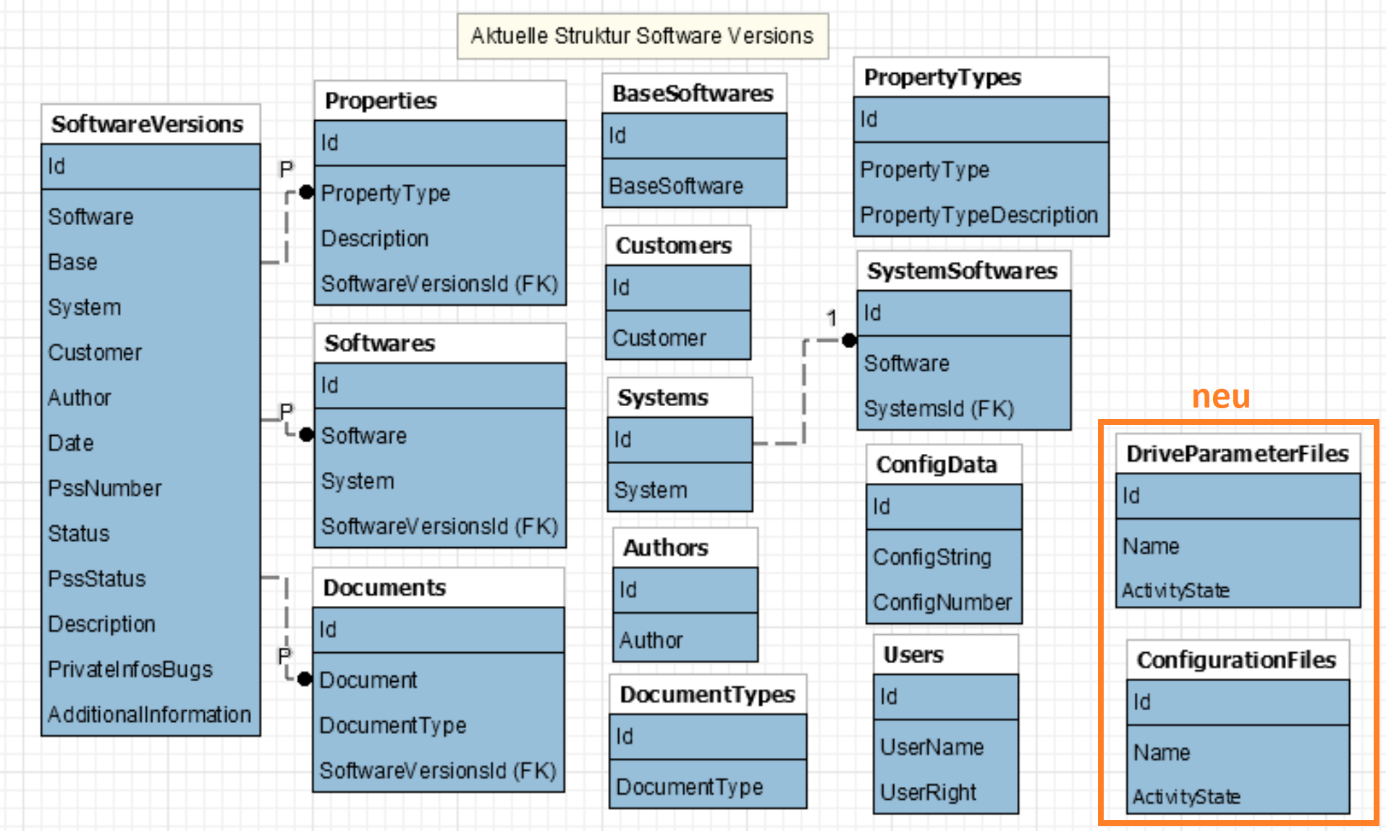 Aktuelle Struktur Software Versions
SoftwareVersions
Id
Software
Base
System
Customer
Author
Date
PssNumber
Status
PssStatus
Description
PrivateInfosBugs
AdditionalInformation
P
P
P
Properties
Id
PropertyType
Description
SoftwareVersionsId (FK)
Softwares
Id
Software
System
SoftwareVersionsId (FK)
Documents
Id
Document
DocumentType
SoftwareVersionsId (FK)
BaseSoftwares
Id
BaseSoftware
Customers
Id
Customer
Systems
Id
System
Authors
Id
Author
DocumentTypes
Id
DocumentType
1
PropertyTypes
Id
PropertyType
PropertyTypeDescription
SystemSoftwares
Id
Software
SystemsId (FK)
ConfigData
Id
ConfigString
ConfigNumber
Users
Id
UserName
UserRight
neu
DriveParameterFiles
Id
Name
ActivityState
ConfigurationFiles
Id
Name
ActivityState